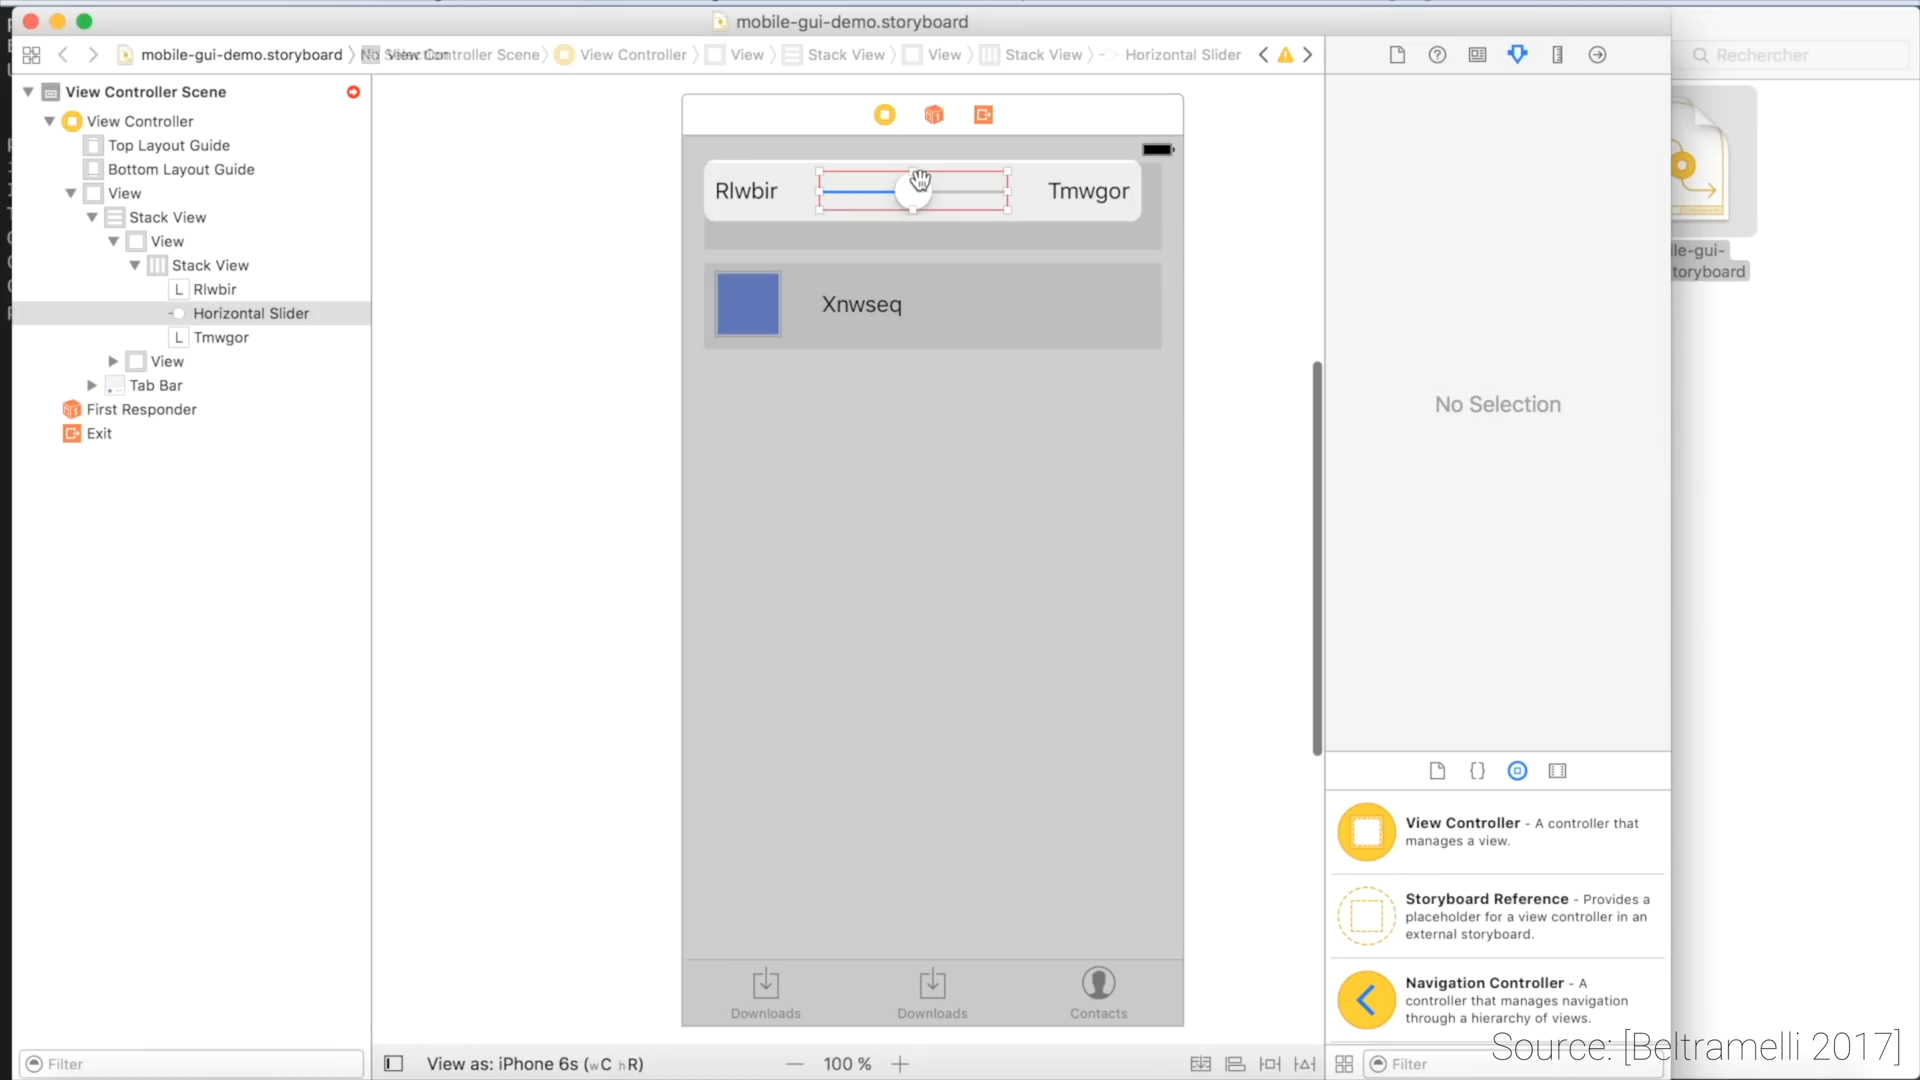 mobile-gui-demo.storyboard
mobile-gui-demo.storyboard
View Controller
View
Stack View
View
Stack View
Horizontal Slider
Rechercher
View Controller Scene
View Controller
Top Layout Guide
Bottom Layout Guide
View
Stack View
View
Stack View
L Rlwbir
Horizontal Slider
L Tmwgor
View
Tab Bar
First Responder
Exit
Rlwbir
Tmwgor
Xnwseq
Downloads
Downloads
Contacts
No Selection
le-gui-
toryboard
View Controller - A controller that
manages a view.
Storyboard Reference - Provides a
placeholder for a view controller in an
external storyboard.
Navigation Controller - A
controller that manages navigation
through a hierarchy of views.
Filter
View as: iPhone 6s (wC hR)
100 %
Filter
Source: [Beltramelli 2017]